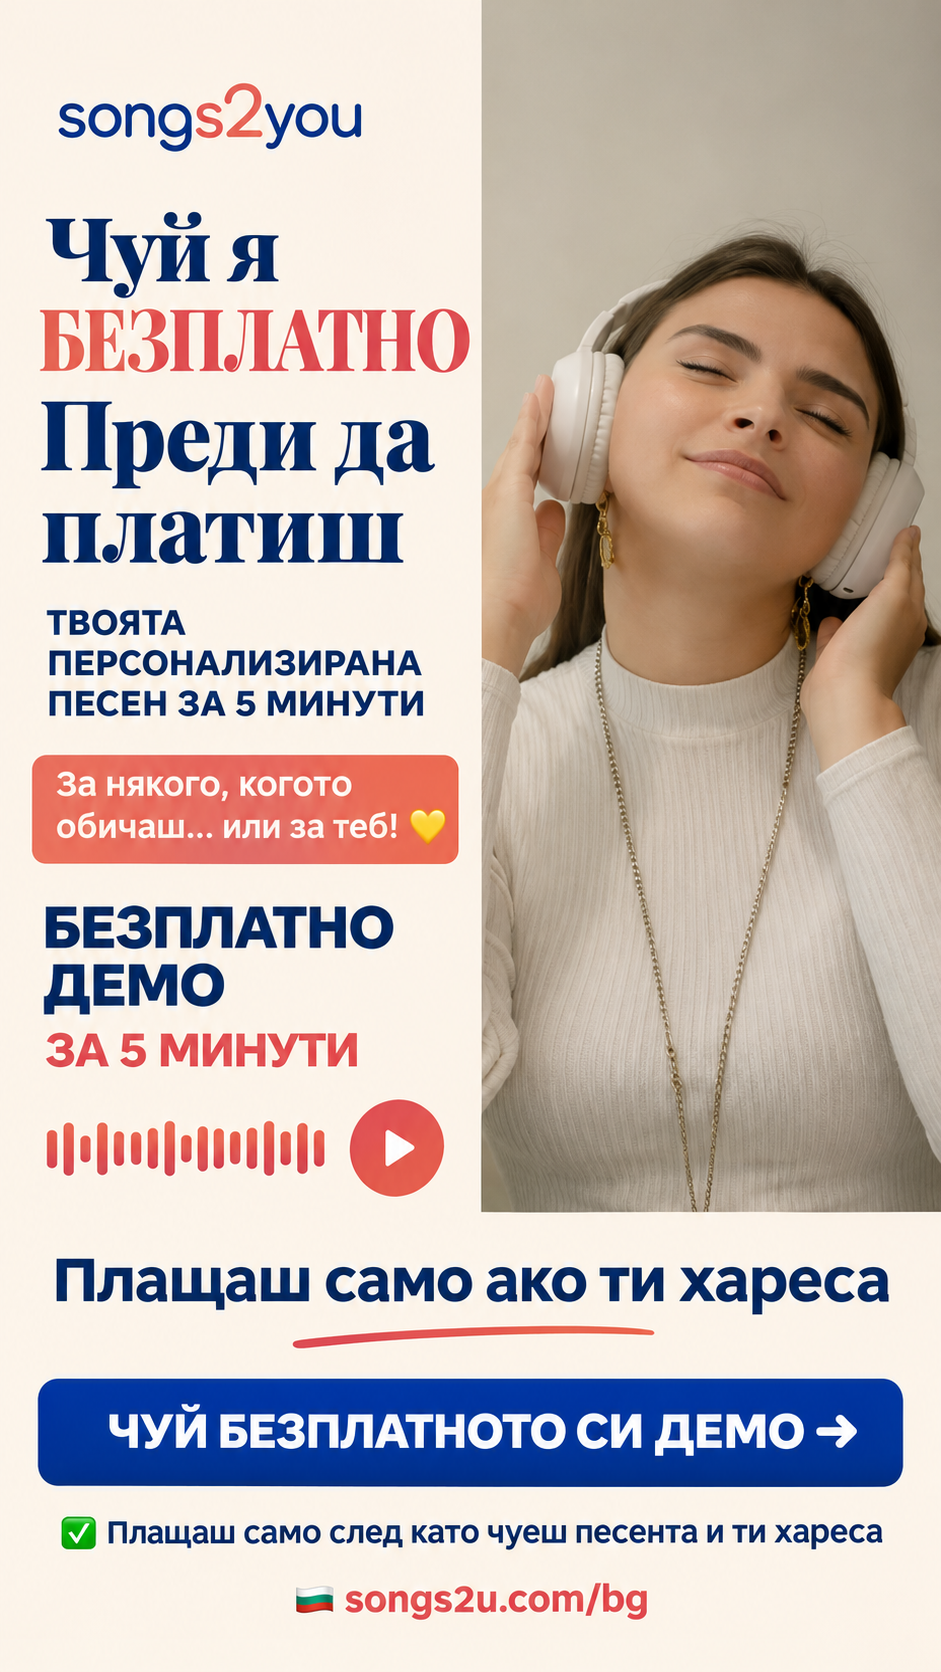 songs2you
Чуй я
БЕЗПЛАТНО
Преди да
платиш
ТВОЯТА
ПЕРСОНАЛИЗИРАНА
ПЕСЕН ЗА 5 МИНУТИ
За някого, когото
обичаш... или за теб! 💛
БЕЗПЛАТНО
ДЕМО
ЗА 5 МИНУТИ
Плащаш само ако ти хареса
ЧУЙ БЕЗПЛАТНОТО СИ ДЕМО →
✅ Плащаш само след като чуеш песента и ти хареса
🇧🇬 songs2u.com/bg